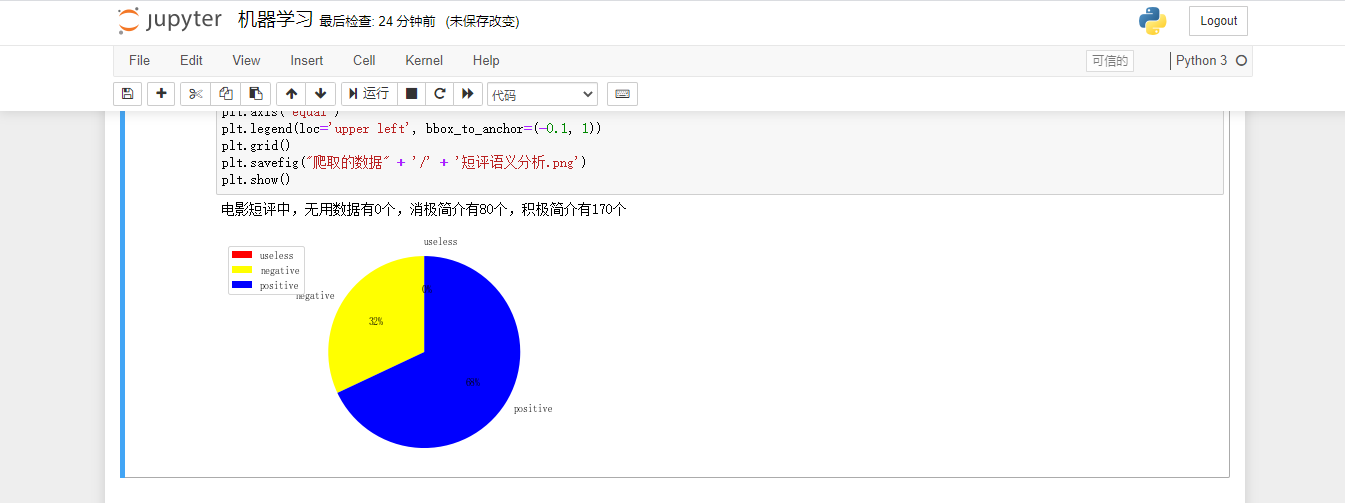 jupyter 机器学习 最后检查: 24 分钟前 (未保存改变) Logout
File Edit View Insert Cell Kernel Help 可信的 Python 3
运行 代码
plt.axis('equal')
plt.legend(loc='upper left', bbox_to_anchor=(-0.1, 1))
plt.grid()
plt.savefig("爬取的数据" + '/' + '短评语义分析.png')
plt.show()
电影短评中，无用数据有0个，消极简介有80个，积极简介有170个
useless
useless
negative
positive
negative
0%
32%
68%
positive